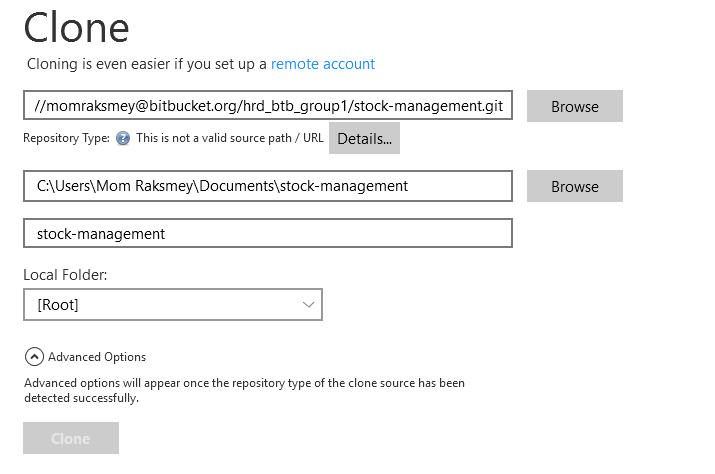 Clone
Cloning is even easier if you set up a remote account
//momraksmey@bitbucket.org/hrd_btb_group1/stock-management.git
Browse
Repository Type: ? This is not a valid source path / URL
Details...
C:\Users\Mom Raksmey\Documents\stock-management
Browse
stock-management
Local Folder:
[Root]
Advanced Options
Advanced options will appear once the repository type of the clone source has been
detected successfully.
Clone